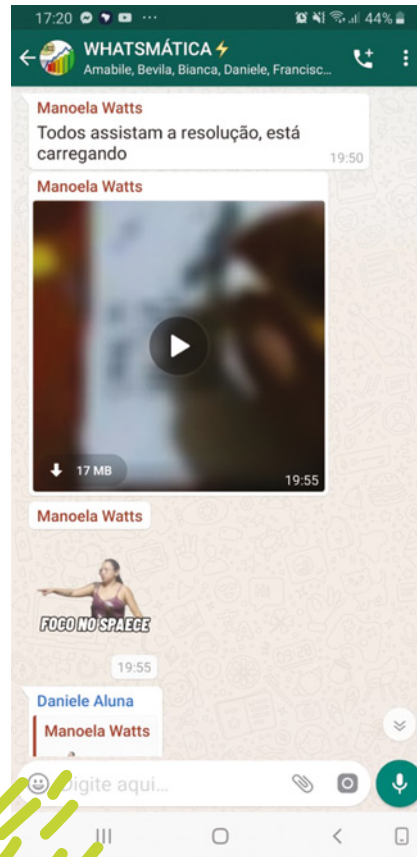 17:20 ... 44%
WHATSMÁTICA
Amabile, Bevila, Bianca, Daniele, Francisc...
Manoela Watts
Todos assistam a resolução, está
carregando
19:50
Manoela Watts
17 MB
19:55
Manoela Watts
FOCO NO SPAECE
19:55
Daniele Aluna
Manoela Watts
Digite aqui...